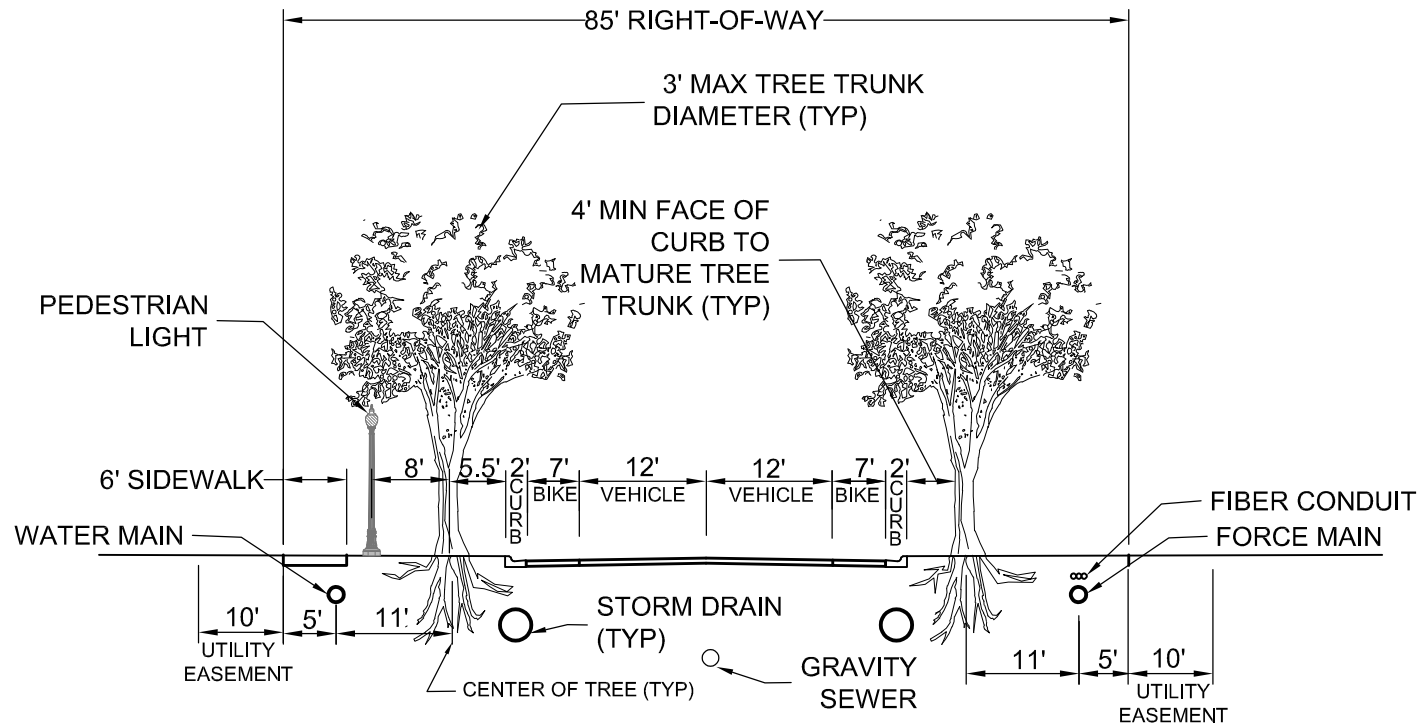 85' RIGHT-OF-WAY
3' MAX TREE TRUNK
DIAMETER (TYP)
4' MIN FACE OF
CURB TO
MATURE TREE
TRUNK (TYP)
PEDESTRIAN
LIGHT
6' SIDEWALK
8'
5.5'
2'
CURB
7'
BIKE
12'
VEHICLE
12'
VEHICLE
7'
BIKE
2'
CURB
FIBER CONDUIT
FORCE MAIN
WATER MAIN
10'
UTILITY
EASEMENT
5'
11'
STORM DRAIN
(TYP)
CENTER OF TREE (TYP)
GRAVITY
SEWER
11'
5'
10'
UTILITY
EASEMENT